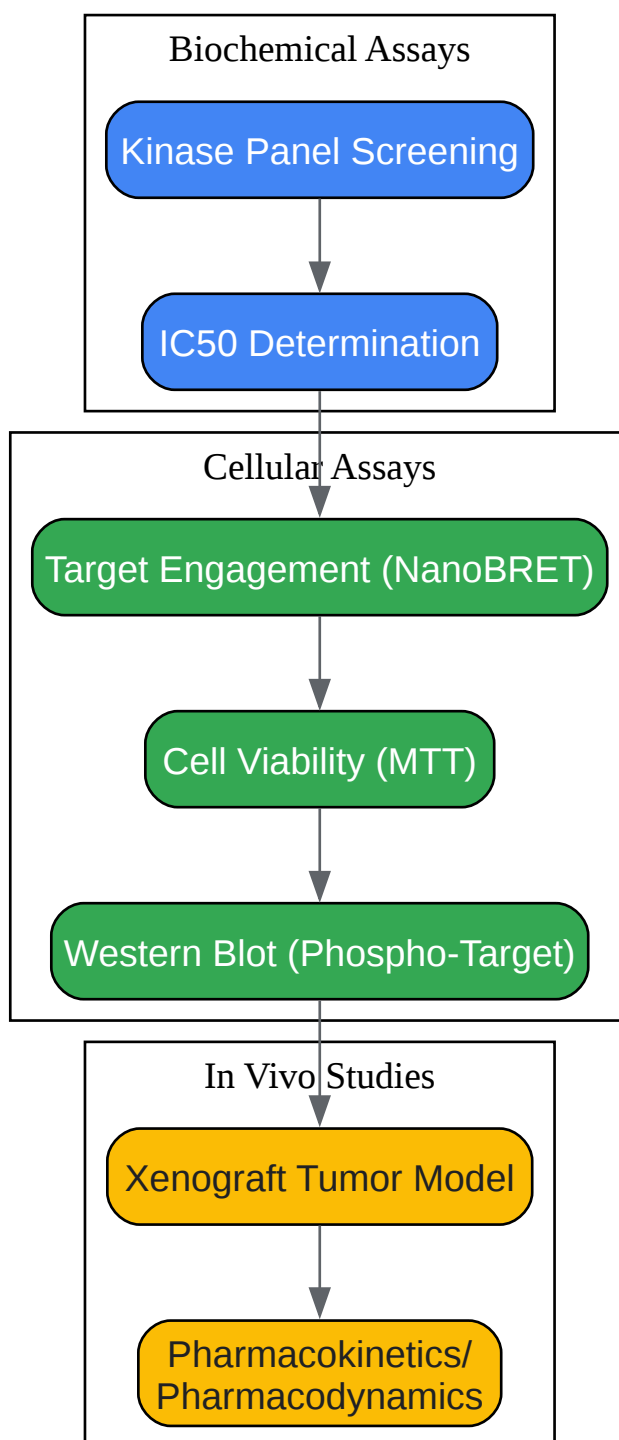 Biochemical Assays
Kinase Panel Screening
IC50 Determination
Cellular Assays
Target Engagement (NanoBRET)
Cell Viability (MTT)
Western Blot (Phospho-Target)
In Vivo Studies
Xenograft Tumor Model
Pharmacokinetics/
Pharmacodynamics